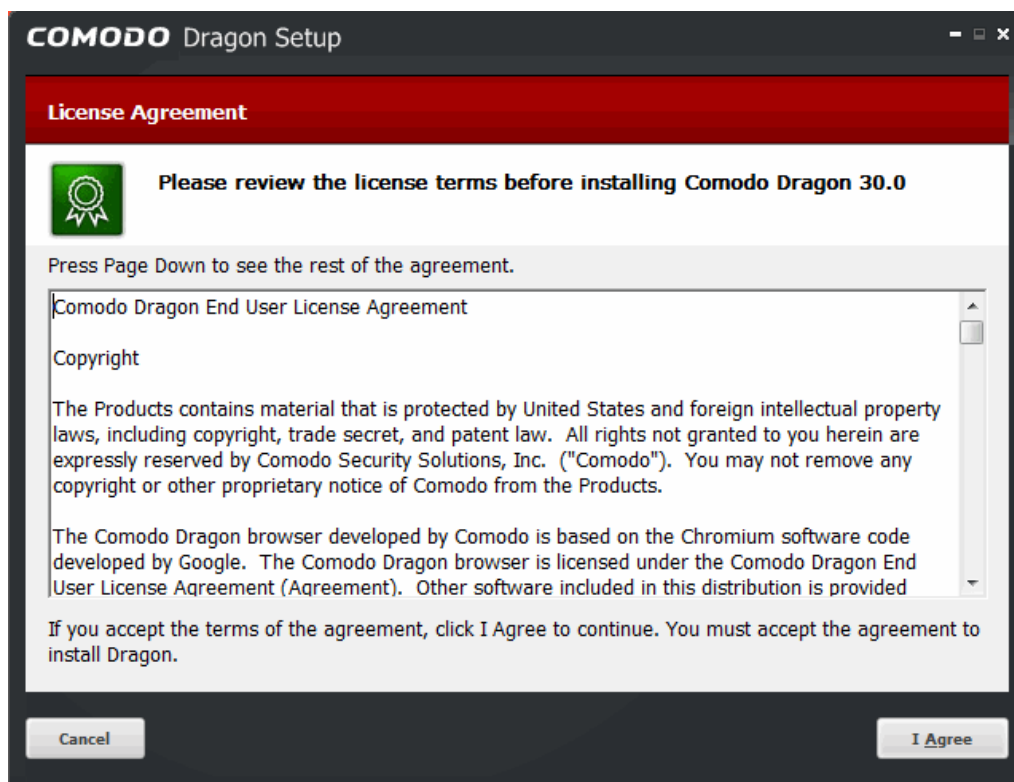 COMODO Dragon Setup
License Agreement
Please review the license terms before installing Comodo Dragon 30.0
Press Page Down to see the rest of the agreement.
Comodo Dragon End User License Agreement
Copyright
The Products contains material that is protected by United States and foreign intellectual property
laws, including copyright, trade secret, and patent law.  All rights not granted to you herein are
expressly reserved by Comodo Security Solutions, Inc.  ("Comodo").  You may not remove any
copyright or other proprietary notice of Comodo from the Products.
The Comodo Dragon browser developed by Comodo is based on the Chromium software code
developed by Google.  The Comodo Dragon browser is licensed under the Comodo Dragon End
User License Agreement (Agreement).  Other software included in this distribution is provided
If you accept the terms of the agreement, click I Agree to continue. You must accept the agreement to
install Dragon.
Cancel
I Agree